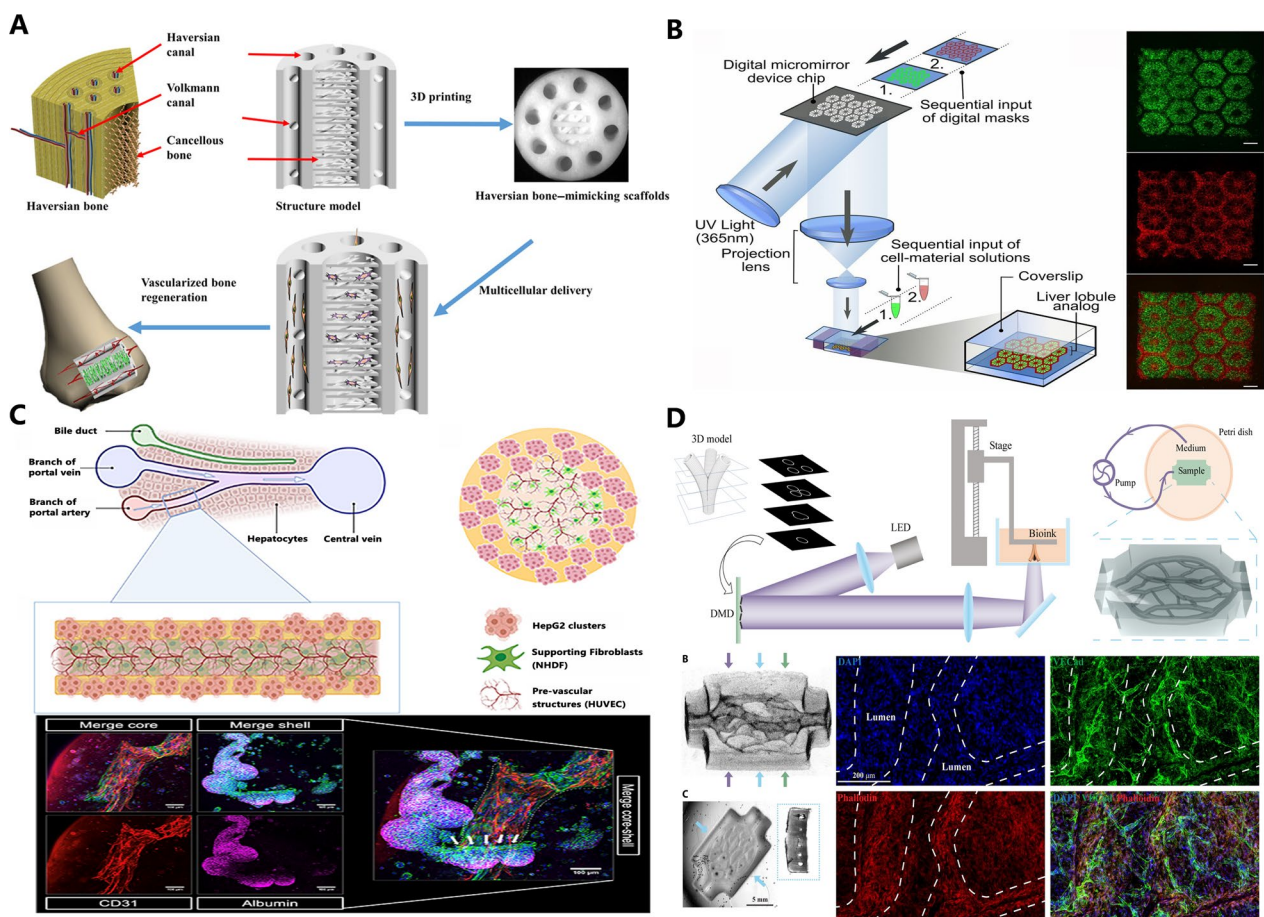 A
Haversian
canal
Volkmann
canal
Cancellous
bone
Haversian bone
Structure model
3D printing
Haversian bone–mimicking scaffolds
Multicellular delivery
Vascularized bone
regeneration
B
Digital micromirror
device chip
1.
2.
Sequential input
of digital masks
UV Light
(365nm)
Projection
lens
Sequential input of
cell-material solutions
1.
2.
Coverslip
Liver lobule
analog
C
Bile duct
Branch of
portal vein
Branch of
portal artery
Hepatocytes
Central vein
HepG2 clusters
Supporting Fibroblasts
(NHDF)
Pre-vascular
structures (HUVEC)
Merge core
Merge shell
CD31
Albumin
Merge core-shell
100 µm
D
3D model
LED
DMD
Stage
Bioink
Petri dish
Medium
Sample
Pump
B
C
5 mm
DAPI
Lumen
Lumen
200 µm
VECad
Phalloidin
DAPI VECad Phalloidin